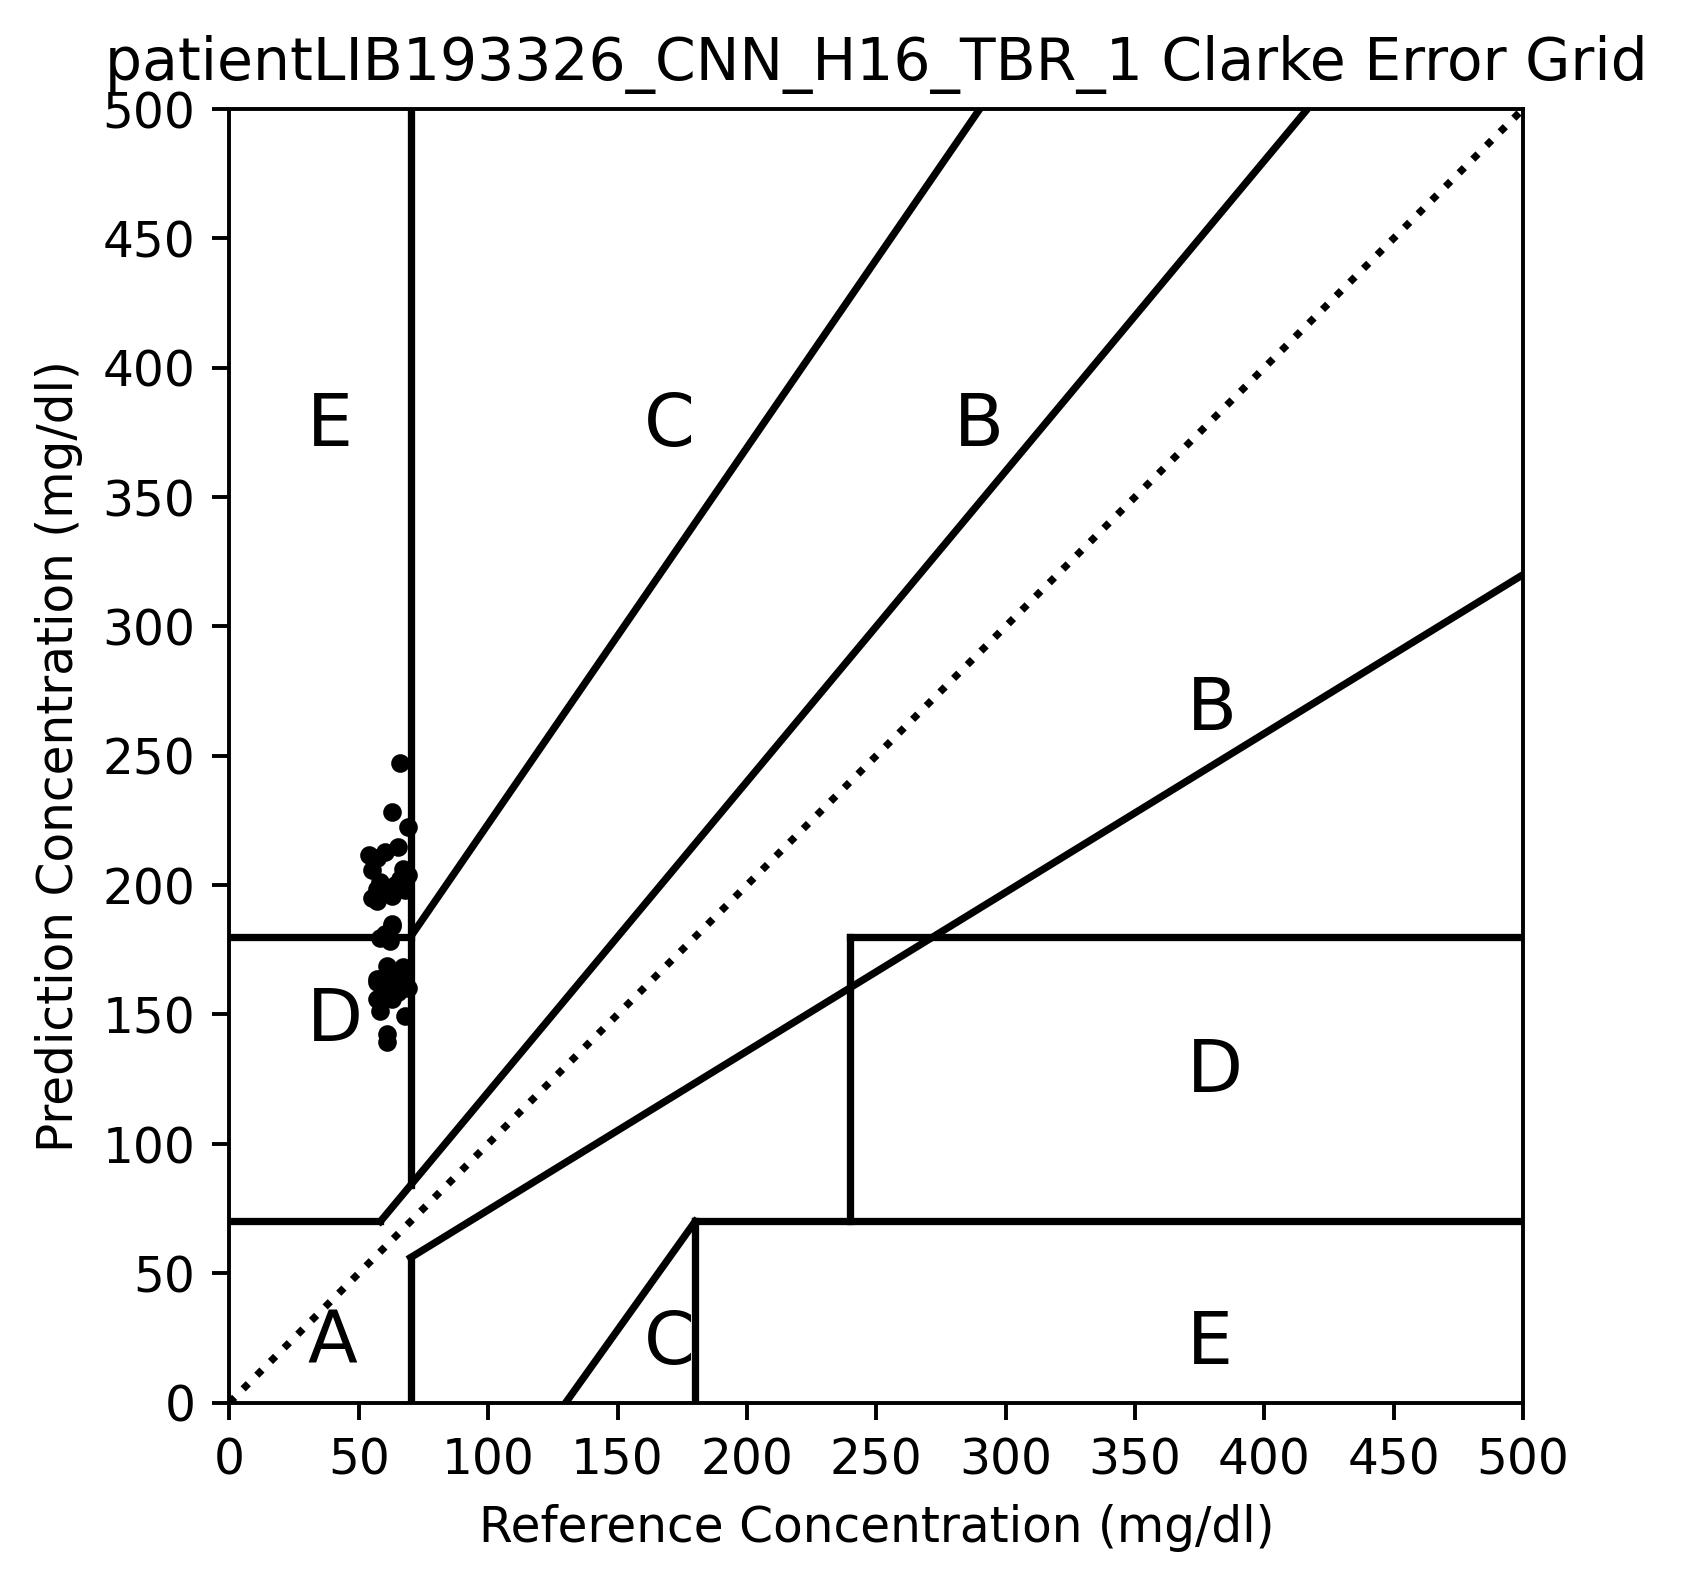 patientLIB193326_CNN_H16_TBR_1 Clarke Error Grid
500
450
400
350
300
250
200
150
100
50
0
Prediction Concentration (mg/dl)
E
C
B
B
D
D
A
C
E
0 50 100 150 200 250 300 350 400 450 500
Reference Concentration (mg/dl)